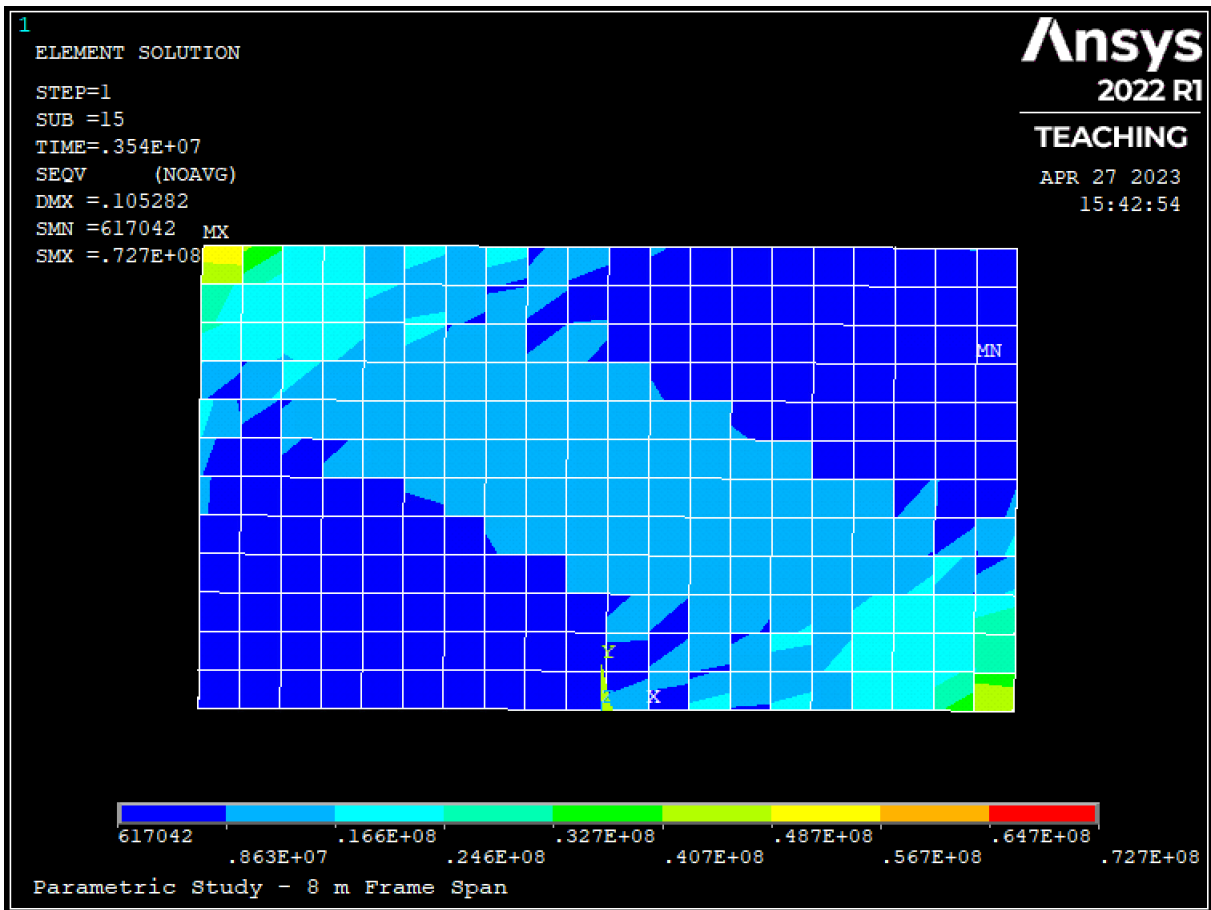 1
ELEMENT SOLUTION
STEP=1
SUB =15
TIME=.354E+07
SEQV (NOAVG)
DMX =.105282
SMN =617042
SMX =.727E+08
Ansys
2022 R1
TEACHING
APR 27 2023
15:42:54
MX
MN
Y
X
617042 .166E+08 .327E+08 .487E+08 .647E+08
.863E+07 .246E+08 .407E+08 .567E+08 .727E+08
Parametric Study - 8 m Frame Span